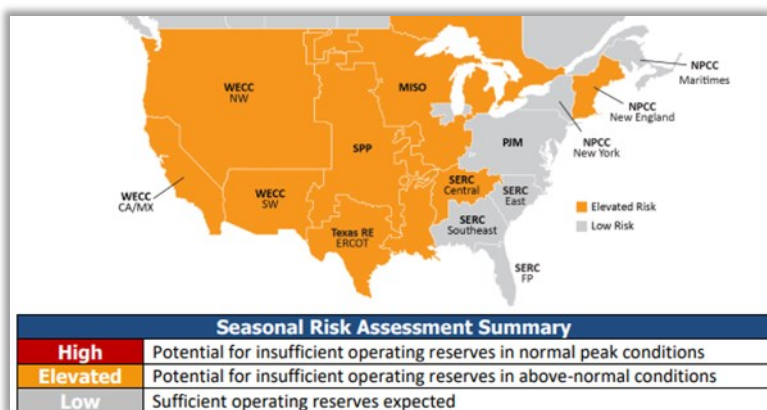 NPCC
Maritimes
WECC
NW
MISO
NPCC
New England
SPP
PJM
NPCC
New York
SERC
Central
SERC
East
WECC
CA/MX
WECC
SW
Elevated Risk
Low Risk
Texas RE
ERCOT
SERC
Southeast
SERC
FP
Seasonal Risk Assessment Summary
High Potential for insufficient operating reserves in normal peak conditions
Elevated Potential for insufficient operating reserves in above-normal conditions
Low Sufficient operating reserves expected